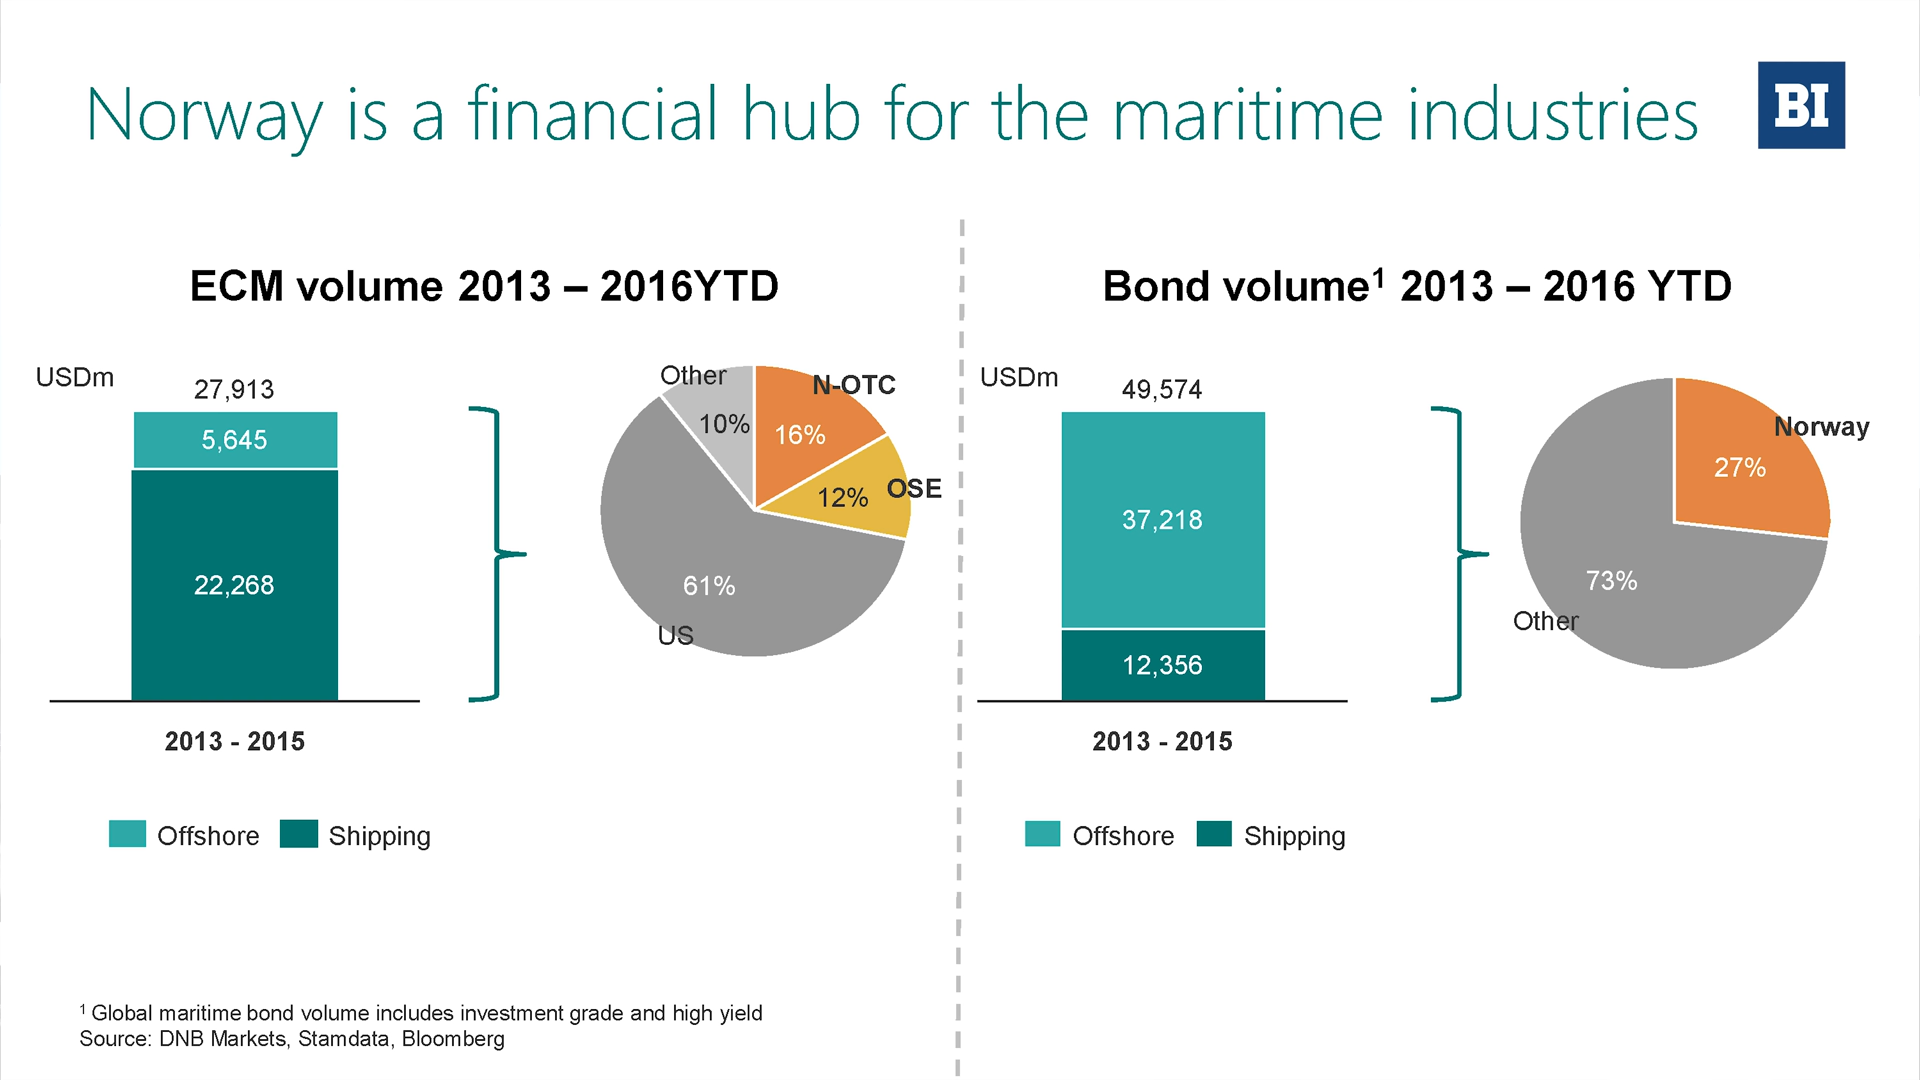 Norway is a financial hub for the maritime industries
BI
ECM volume 2013 – 2016YTD
USDm
27,913
5,645
22,268
2013 - 2015
Offshore
Shipping
Other
10%
N-OTC
16%
OSE
12%
61%
US
Bond volume¹ 2013 – 2016 YTD
USDm
49,574
37,218
12,356
2013 - 2015
Offshore
Shipping
Norway
27%
73%
Other
¹ Global maritime bond volume includes investment grade and high yield
Source: DNB Markets, Stamdata, Bloomberg